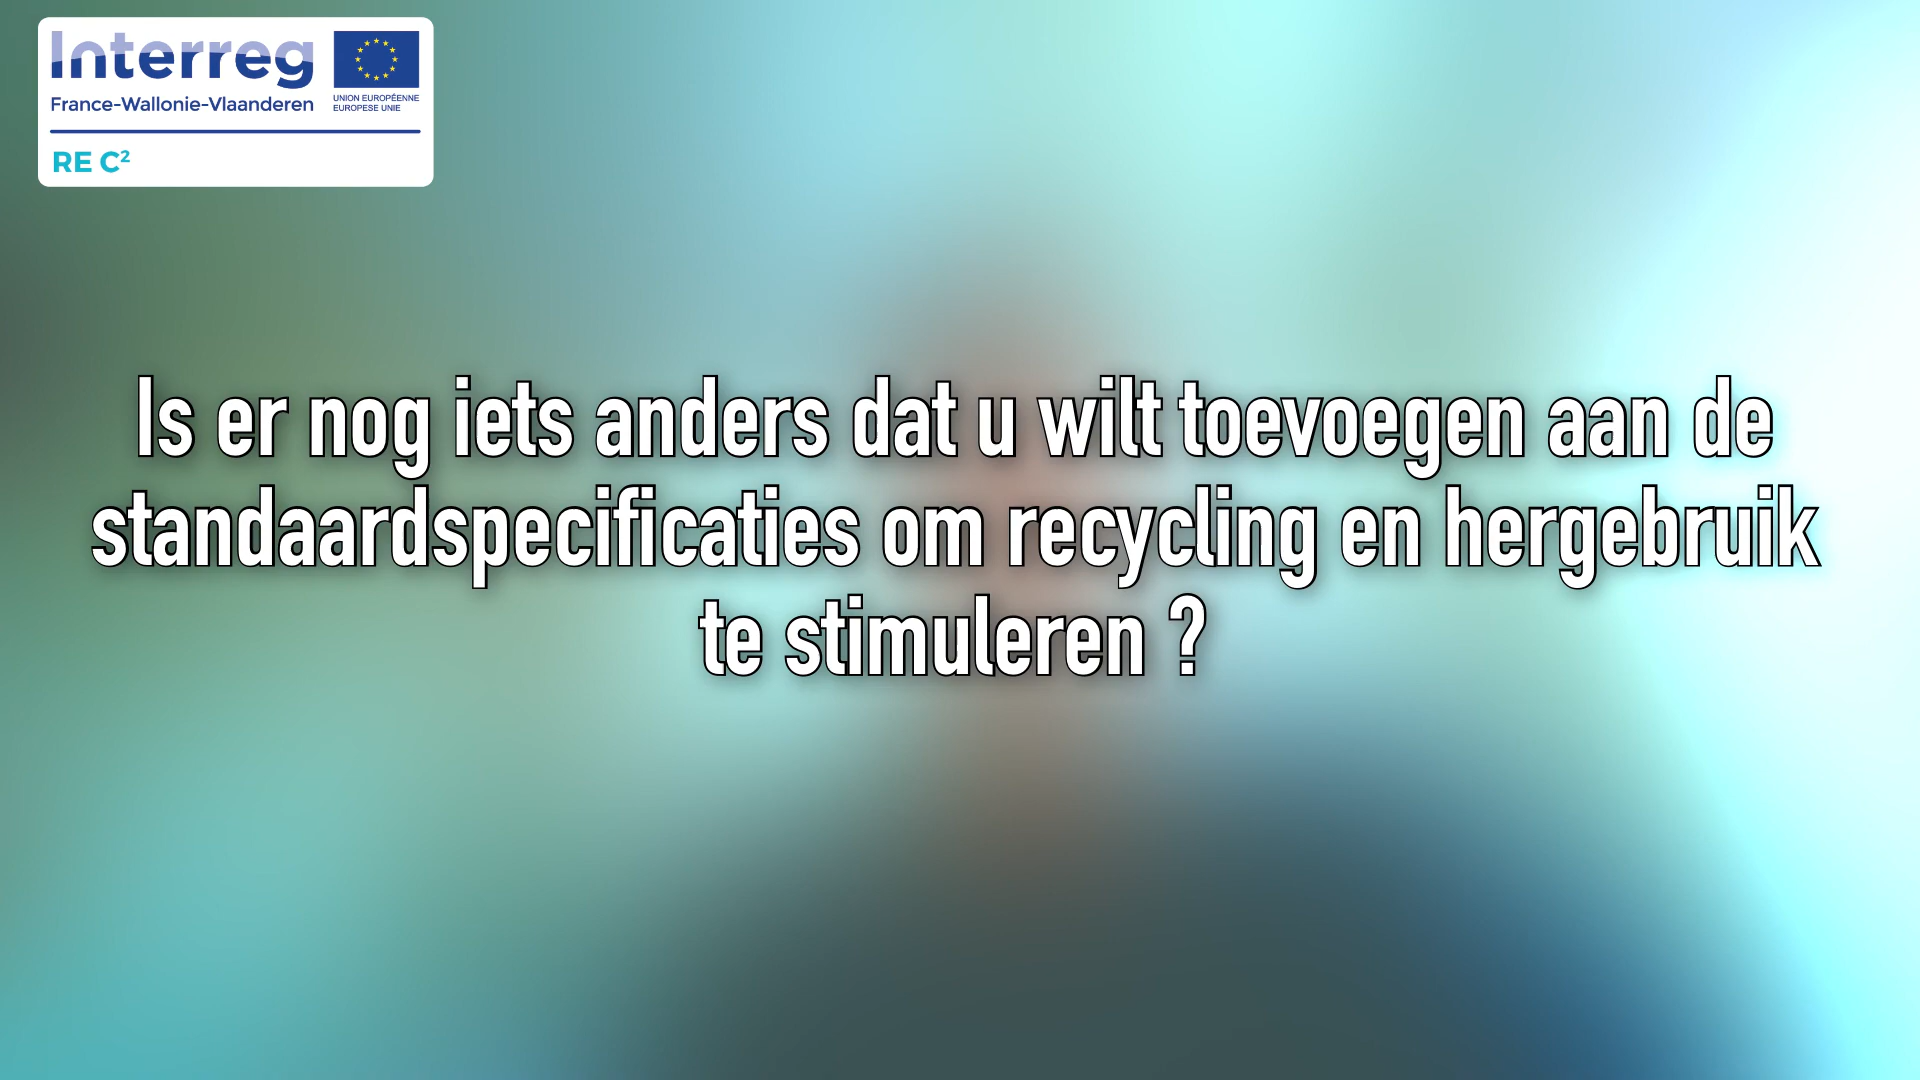 Interreg
France-Wallonie-Vlaanderen
UNION EUROPÉENNE
EUROPESE UNIE
RE C²
Is er nog iets anders dat u wilt toevoegen aan de
standaardspecificaties om recycling en hergebruik
te stimuleren ?